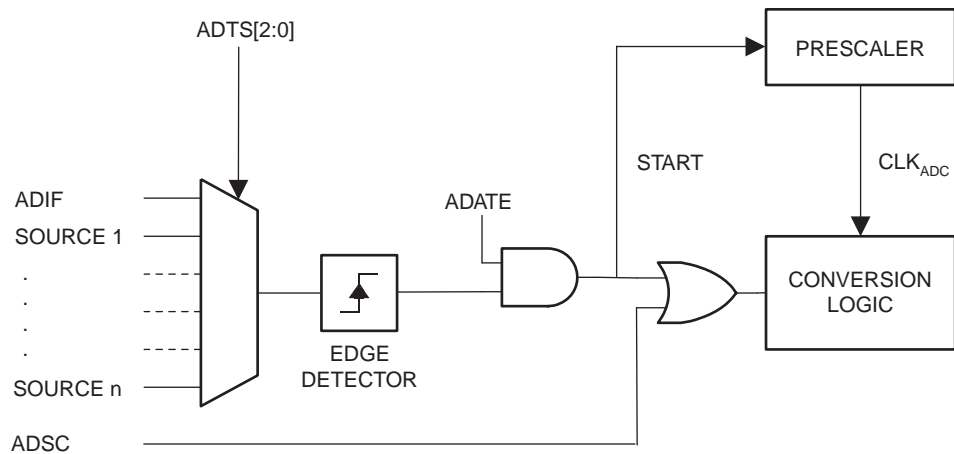 ADTS[2:0]
PRESCALER
START
CLKADC
ADIF
ADATE
SOURCE 1
.
.
.
.
CONVERSION
LOGIC
EDGE
DETECTOR
SOURCE n
ADSC